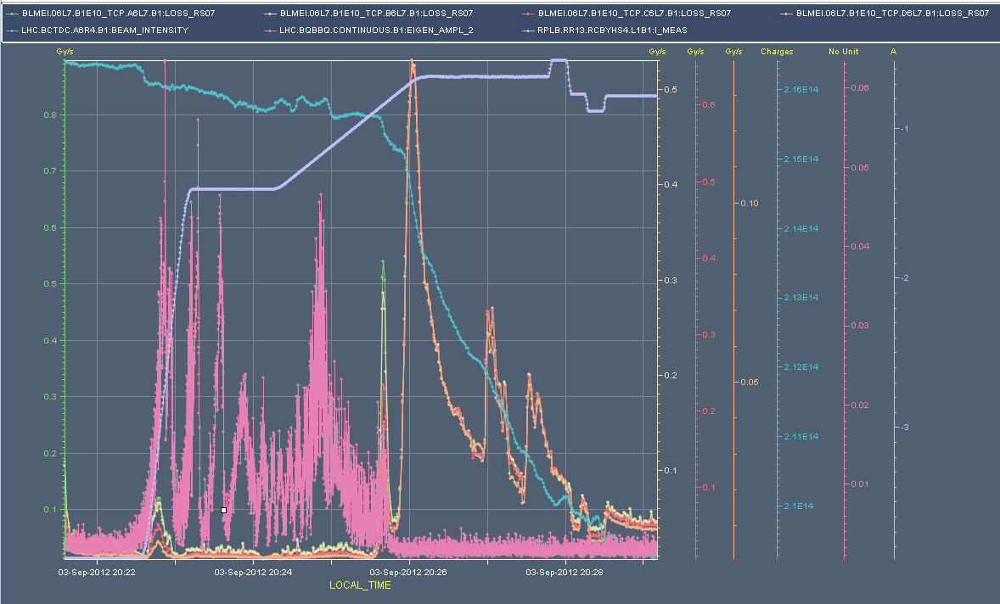 BLMEI.06L7.B1E10_TCP.A6L7.B1:LOSS_RS07 BLMEI.06L7.B1E10_TCP.B6L7.B1:LOSS_RS07 BLMEI.06L7.B1E10_TCP.C6L7.B1:LOSS_RS07 BLMEI.06L7.B1E10_TCP.D6L7.B1:LOSS_RS07
LHC.BCTDC.A6R4.B1:BEAM_INTENSITY LHC.BQBBQ.CONTINUOUS.B1:EIGEN_AMPL_2 RPLB.RR13.RCBYHS4.L1B1:I_MEAS
Gy/s Gy/s Gy/s Gy/s Charges No Unit A
0.8
0.7
0.6
0.5
0.4
0.3
0.2
0.1
0.5
0.4
0.3
0.2
0.1
0.6
0.5
0.4
0.3
0.2
0.1
0.10
0.05
2.16E14
2.15E14
2.14E14
2.13E14
2.12E14
2.11E14
2.1E14
0.06
0.05
0.04
0.03
0.02
0.01
-1
-2
-3
03-Sep-2012 20:22 03-Sep-2012 20:24 03-Sep-2012 20:26 03-Sep-2012 20:28
LOCAL_TIME